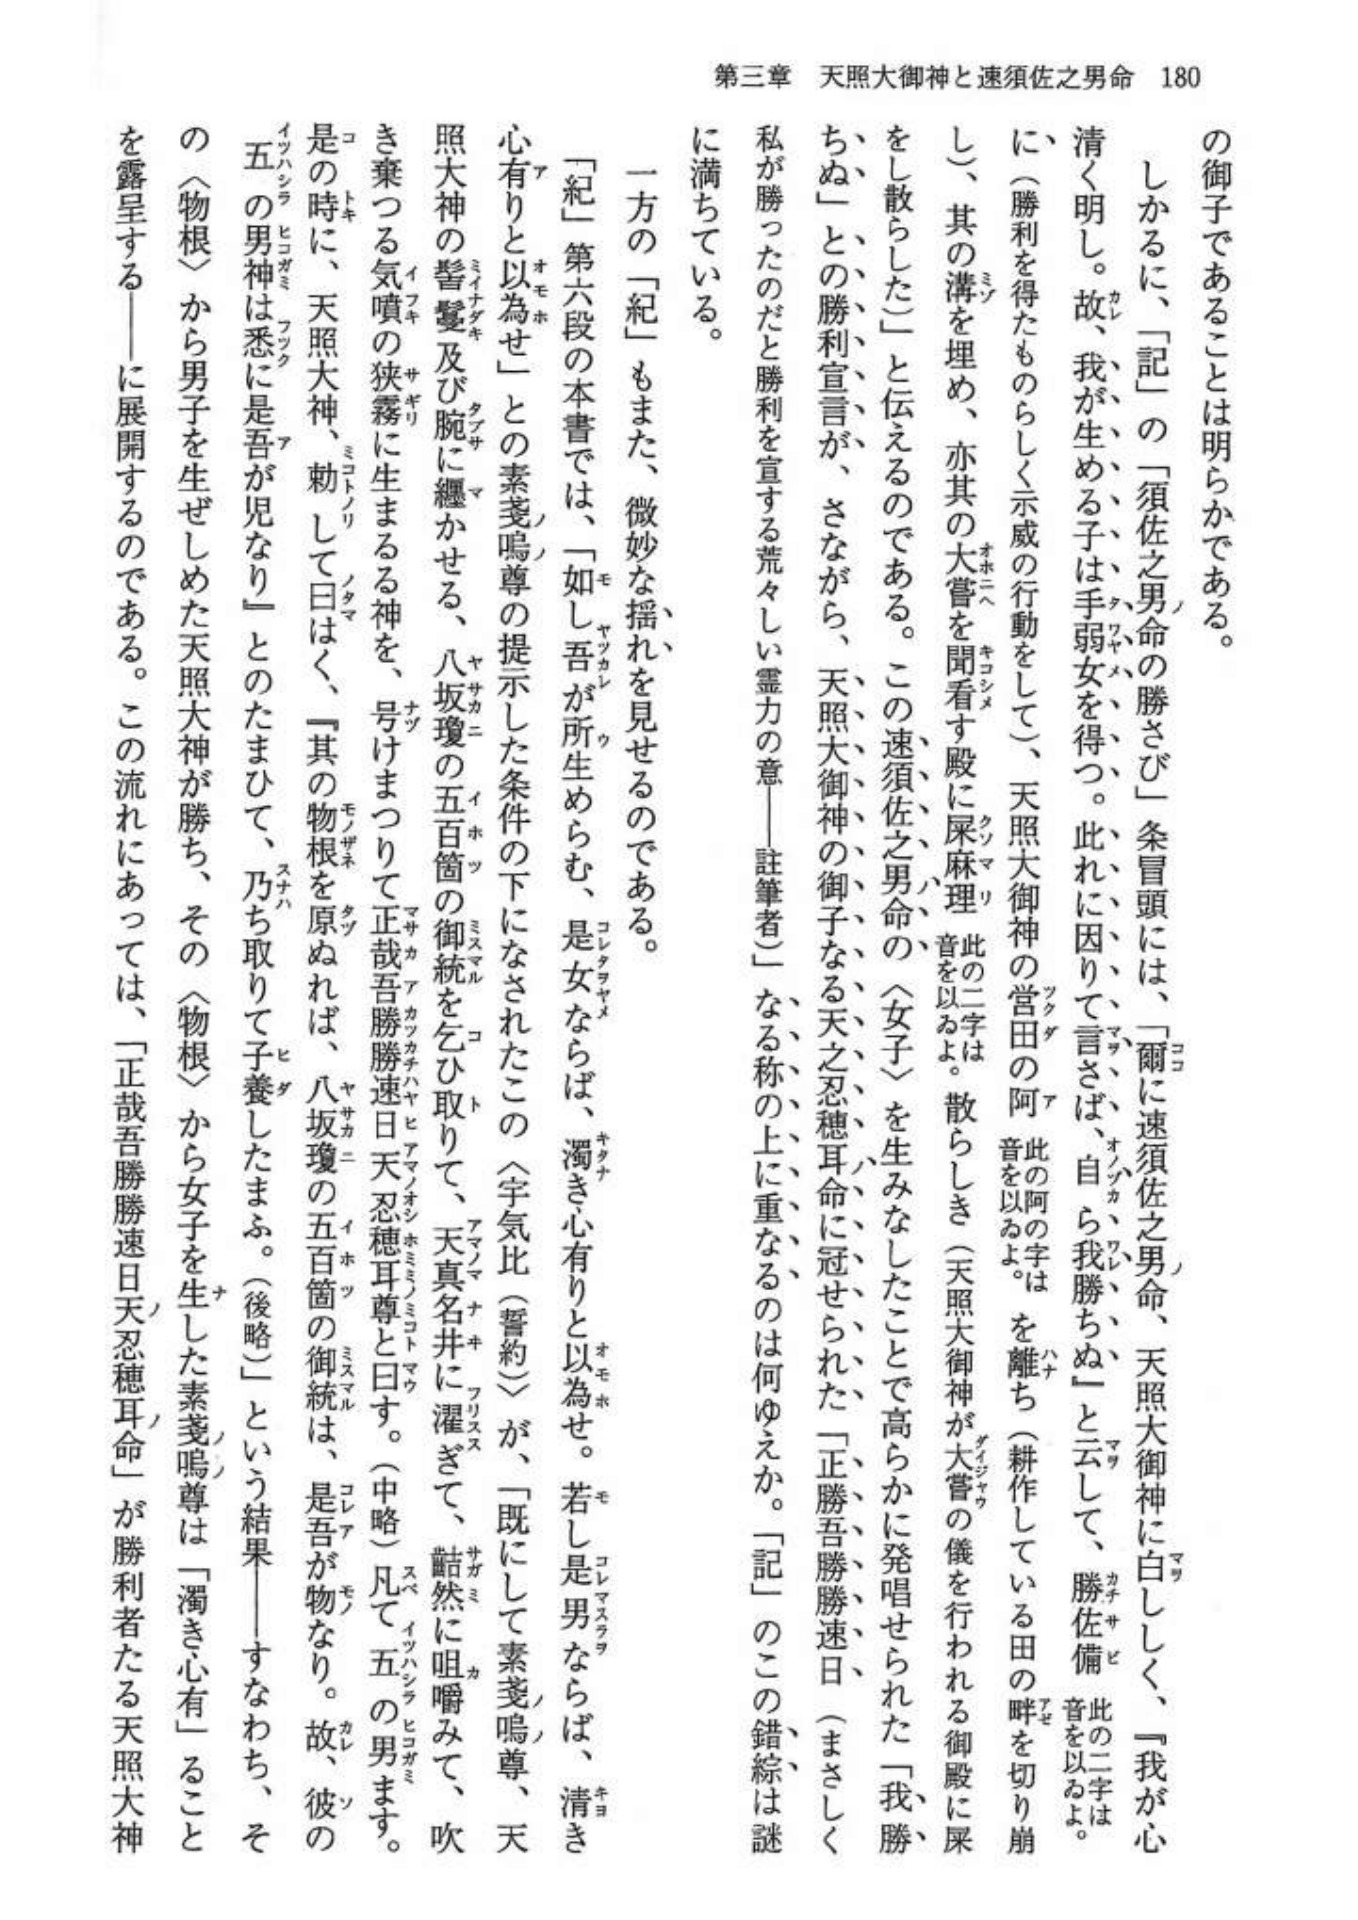 第三章　天照大御神と速須佐之男命　180
の御子であることは明らかである。
しかるに、「記」の「須佐之男命の勝さび」条冒頭には、「爾に速須佐之男命、天照大御神に白ししく、『我が心
清く明し。故、我が生める子は手弱女を得つ。此れに因りて言さば、自ら我勝ちぬ』と云して、勝佐備此の二字は音を以ゐよ。
に（勝利を得たものらしく示威の行動をして）、天照大御神の営田の阿此の阿の字は音を以ゐよ。を離ち（耕作している田の畔を切り崩
し）、其の溝を埋め、亦其の大嘗を聞看す殿に屎麻理此の二字は音を以ゐよ。散らしき（天照大御神が大嘗の儀を行われる御殿に屎
をし散らした）」と伝えるのである。この速須佐之男命の〈女子〉を生みなしたことで高らかに発唱せられた「我勝
ちぬ」との勝利宣言が、さながら、天照大御神の御子なる天之忍穂耳命に冠せられた「正勝吾勝勝速日（まさしく
私が勝ったのだと勝利を宣する荒々しい霊力の意――註筆者）」なる称の上に重なるのは何ゆえか。「記」のこの錯綜は謎
に満ちている。
一方の「紀」もまた、微妙な揺れを見せるのである。
「紀」第六段の本書では、「如し吾が所生めらむ、是女ならば、濁き心有りと以為せ。若し是男ならば、清き
心有りと以為せ」との素戔嗚尊の提示した条件の下になされたこの〈宇気比（誓約）〉が、「既にして素戔嗚尊、天
照大神の髻鬘及び腕に纒かせる、八坂瓊の五百箇の御統を乞ひ取りて、天真名井に濯ぎて、齧然に咀嚼みて、吹
き棄つる気噴の狭霧に生まるる神を、号けまつりて正哉吾勝勝速日天忍穂耳尊と曰す。（中略）凡て五の男ます。
是の時に、天照大神、勅して曰はく、『其の物根を原ぬれば、八坂瓊の五百箇の御統は、是吾が物なり。故、彼の
五の男神は悉に是吾が児なり』とのたまひて、乃ち取りて子養したまふ。（後略）」という結果――すなわち、そ
の〈物根〉から男子を生ぜしめた天照大神が勝ち、その〈物根〉から女子を生した素戔嗚尊は「濁き心有」ること
を露呈する――に展開するのである。この流れにあっては、「正哉吾勝勝速日天忍穂耳命」が勝利者たる天照大神